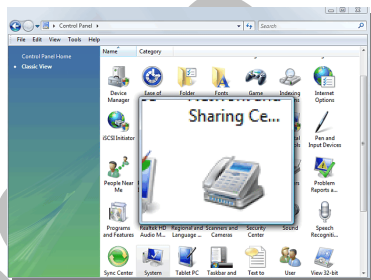 Control Panel
Search
File Edit View Tools Help
Control Panel Home
Classic View
Name Category
Device Manager
Ease of
Folder
Fonts
Game
Indexing
Internet Options
Sharing Ce...
iSCSI Initiator
Pen and Input Devices
People Near Me
Problem Reports a...
Programs and Features
Realtek HD Audio M...
Regional and Language ...
Scanners and Cameras
Security Center
Sound
Speech Recogniti...
Sync Center
System
Tablet PC
Taskbar and
Text to
User
View 32-bit